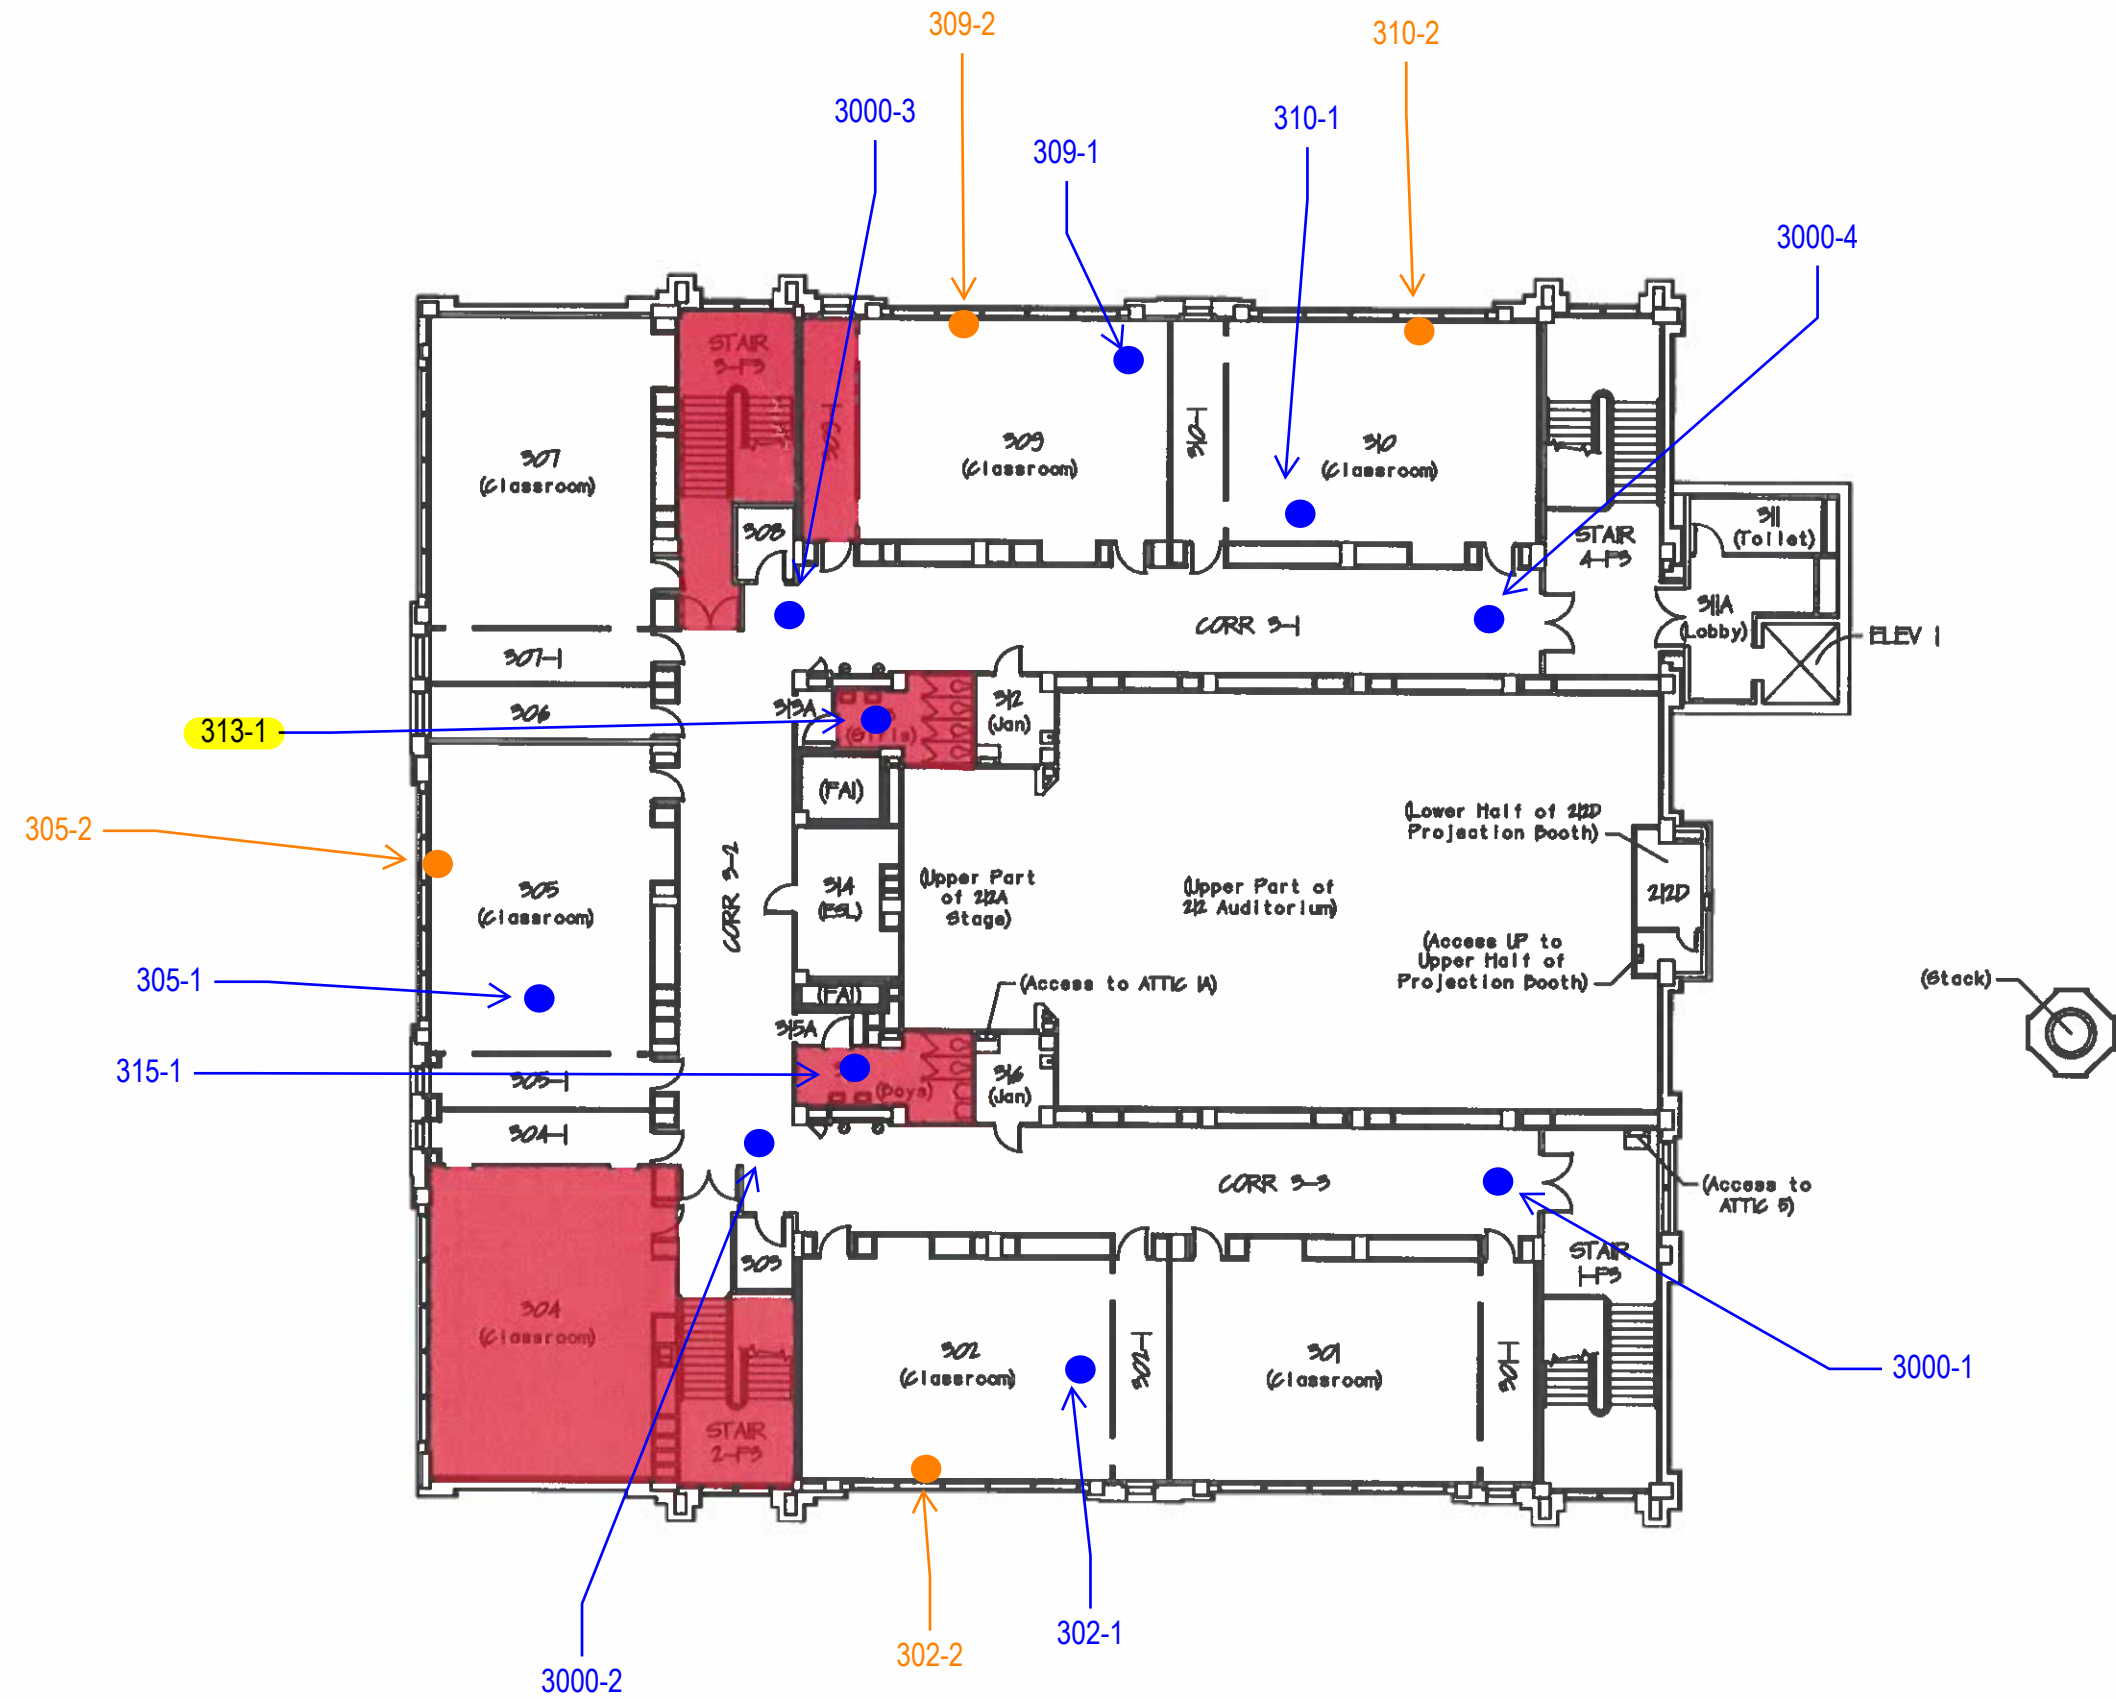 309-2
310-2
3000-3
310-1
309-1
3000-4
STAIR
3-F3
309-1
307
(Classroom)
309
(Classroom)
310-1
310
(Classroom)
308
STAIR
4-F3
311
(Toilet)
311A
(Lobby)
ELEV 1
CORR 3-1
307-1
306
313A
(Girls)
312
(Jan)
313-1
(FAI)
305-2
305
(Classroom)
CORR 3-2
314
(ESL)
(Upper Part
of 212A
Stage)
(Upper Part of
212 Auditorium)
(Lower Half of 212D
Projection Booth)
212D
(Access UP to
Upper Half of
Projection Booth)
(Stack)
305-1
(FAI)
(Access to ATTIC 1A)
315A
315-1
(Boys)
316
(Jan)
305-1
304-1
CORR 3-3
(Access to
ATTIC 5)
303
STAIR
1-F3
304
(Classroom)
302
(Classroom)
302-1
301
(Classroom)
301-1
3000-1
STAIR
2-F3
302-1
302-2
3000-2